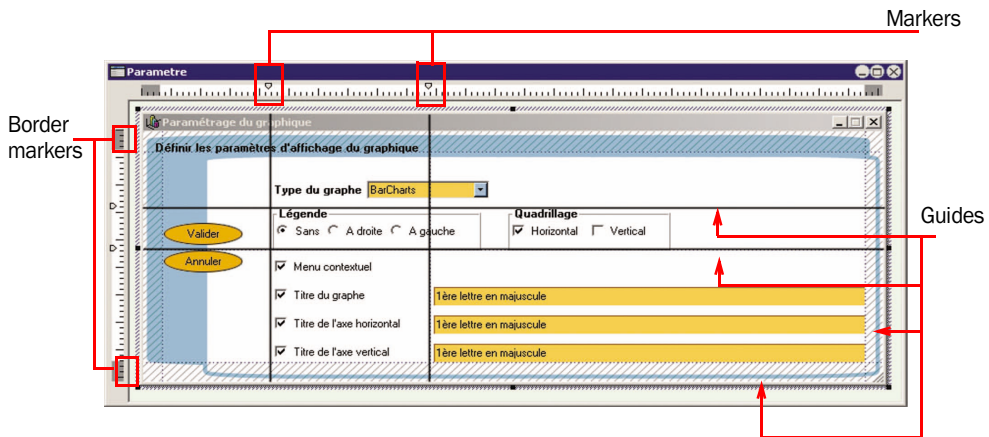 Markers
Parametre
Border
markers
Paramétrage du graphique
Définir les paramètres d'affichage du graphique
Type du graphe BarCharts
Légende Quadrillage
Guides
Valider Sans A droite A gauche Horizontal Vertical
Annuler Menu contextuel
Titre du graphe 1ère lettre en majuscule
Titre de l'axe horizontal 1ère lettre en majuscule
Titre de l'axe vertical 1ère lettre en majuscule